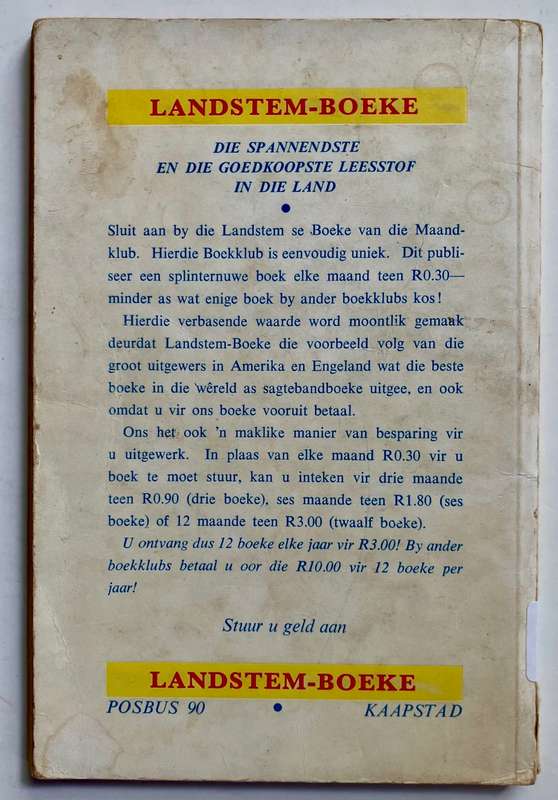 LANDSTEM-BOEKE
DIE SPANNENDSTE
EN DIE GOEDKOOPSTE LEESSTOF
IN DIE LAND
Sluit aan by die Landstem se Boeke van die Maand-
klub. Hierdie Boekklub is eenvoudig uniek. Dit publi-
seer een splinternuwe boek elke maand teen R0.30—
minder as wat enige boek by ander boekklubs kos!
Hierdie verbasende waarde word moontlik gemaak
deurdat Landstem-Boeke die voorbeeld volg van die
groot uitgewers in Amerika en Engeland wat die beste
boeke in die wêreld as sagtebandboeke uitgee, en ook
omdat u vir ons boeke vooruit betaal.
Ons het ook 'n maklike manier van besparing vir
u uitgewerk. In plaas van elke maand R0.30 vir u
boek te moet stuur, kan u inteken vir drie maande
teen R0.90 (drie boeke), ses maande teen R1.80 (ses
boeke) of 12 maande teen R3.00 (twaalf boeke).
U ontvang dus 12 boeke elke jaar vir R3.00! By ander
boekklubs betaal u oor die R10.00 vir 12 boeke per
jaar!
Stuur u geld aan
LANDSTEM-BOEKE
POSBUS 90 • KAAPSTAD